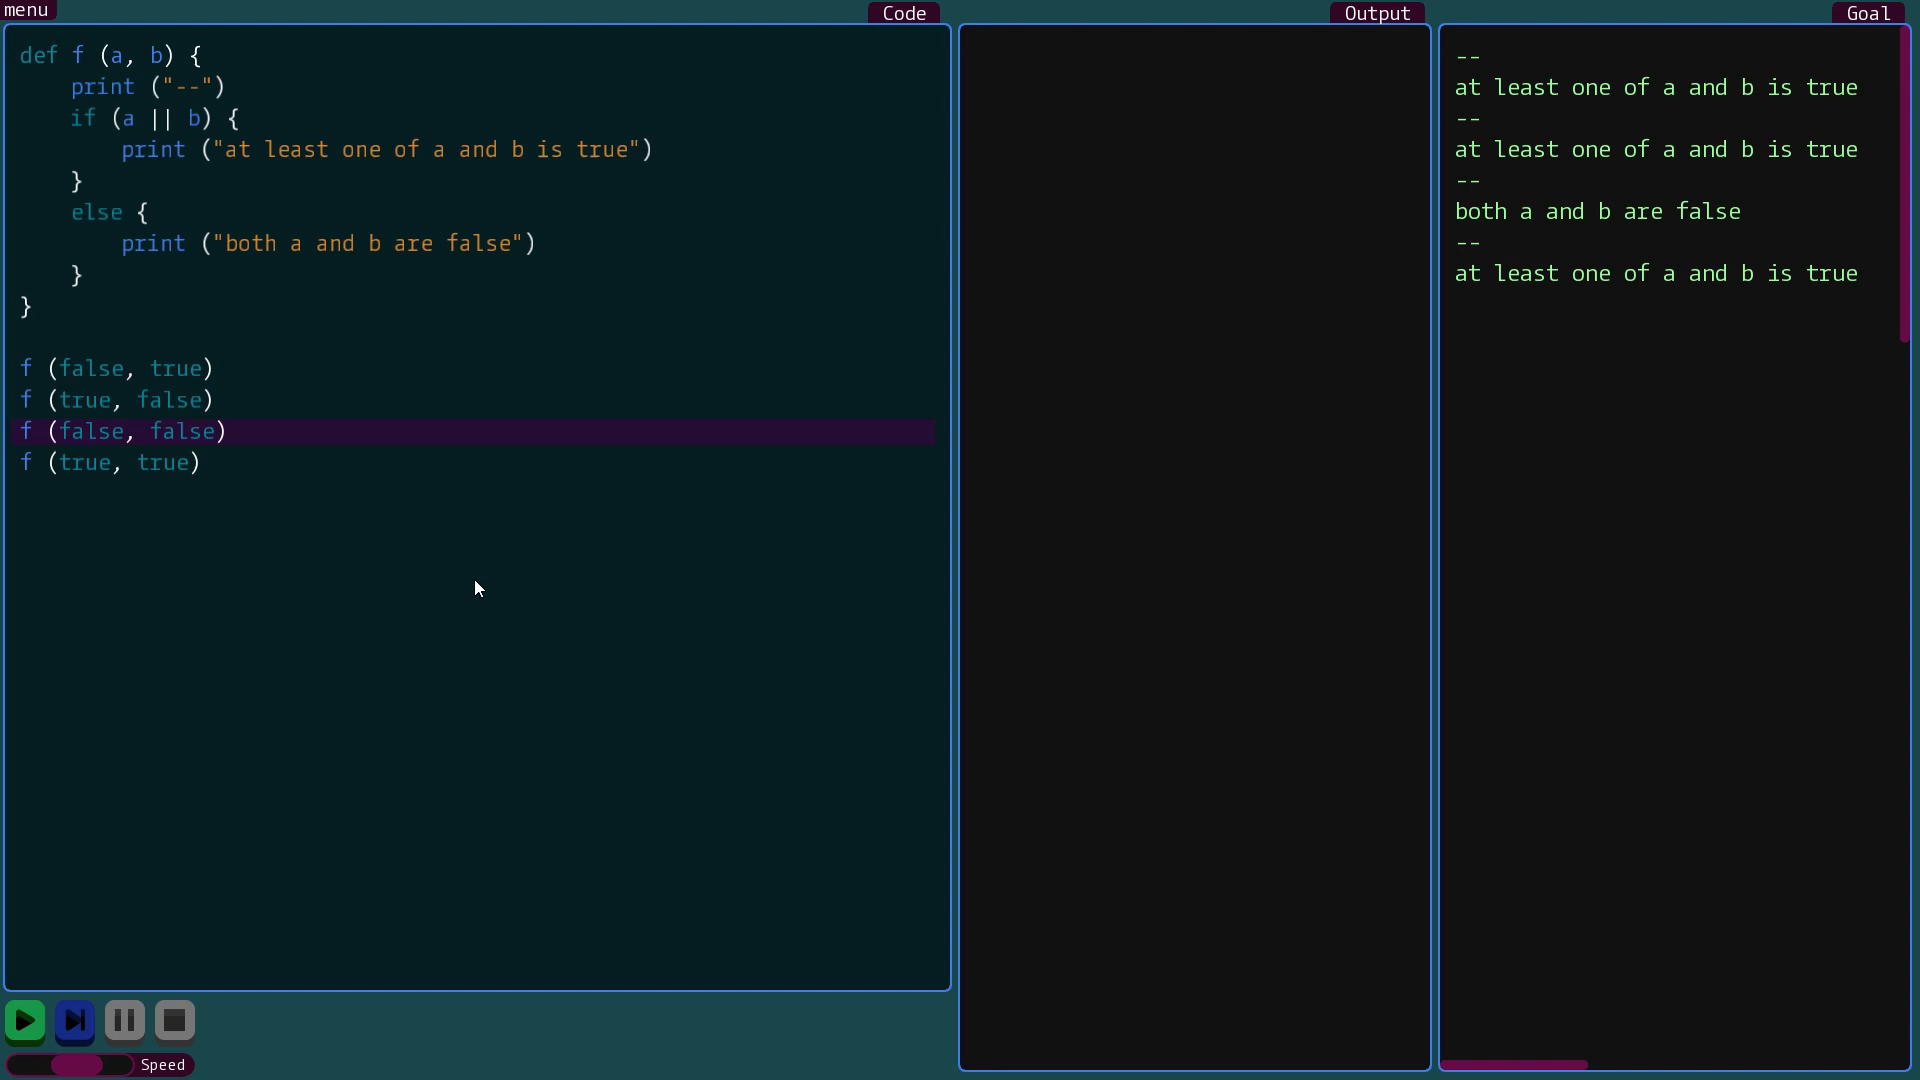 menu
Code
Output
Goal
def f (a, b) {
    print ("--")
    if (a || b) {
        print ("at least one of a and b is true")
    }
    else {
        print ("both a and b are false")
    }
}
f (false, true)
f (true, false)
f (false, false)
f (true, true)
--
at least one of a and b is true
--
at least one of a and b is true
--
both a and b are false
--
at least one of a and b is true
Speed